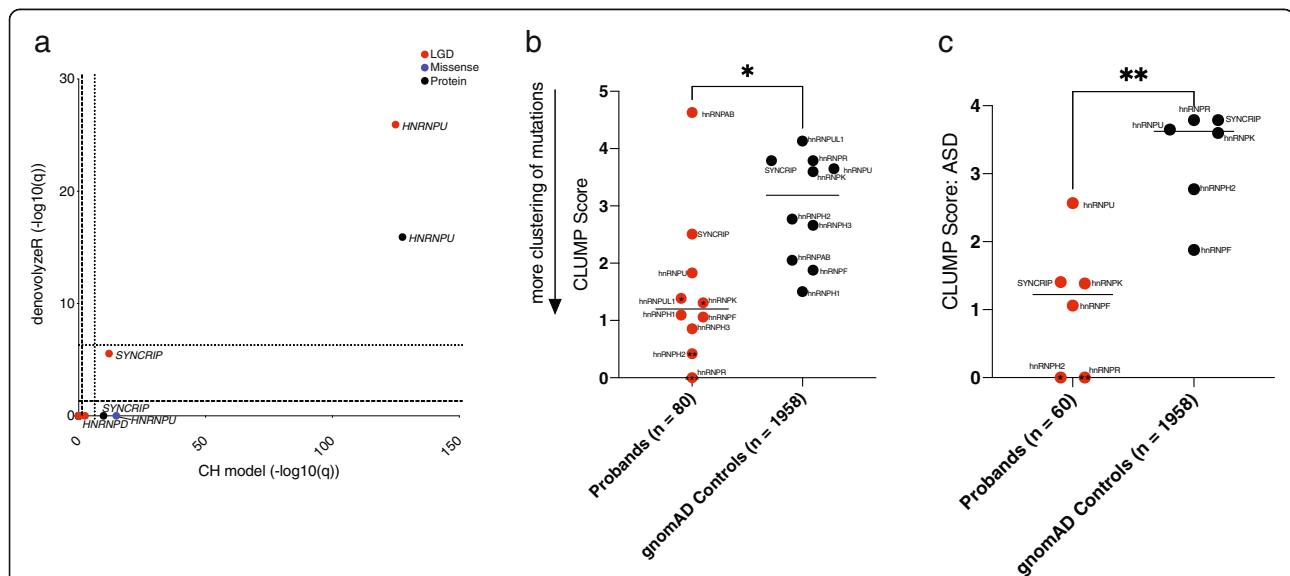 a
LGD
Missense
Protein
30
20
10
0
denovolyzeR (-log10(q))
HNRNPU
HNRNPU
SYNCRIP
SYNCRIP
HNRNPU
HNRNPD
0
50
100
150
CH model (-log10(q))
b
more clustering of mutations
CLUMP Score
5
4
3
2
1
0
*
hnRNPAB
SYNCRIP
hnRNPU
hnRNPUL1
*
*
hnRNPK
hnRNPH1
hnRNPF
hnRNPH3
hnRNPH2
**
hnRNPR
hnRNPUL1
hnRNPR
SYNCRIP
hnRNPU
hnRNPK
hnRNPH2
hnRNPH3
hnRNPAB
hnRNPF
hnRNPH1
Probands (n = 80)
gnomAD Controls (n = 1958)
c
CLUMP Score: ASD
4
3
2
1
0
**
hnRNPU
SYNCRIP
hnRNPK
hnRNPF
hnRNPH2
hnRNPR
*
**
hnRNPR
hnRNPU
SYNCRIP
hnRNPK
hnRNPH2
hnRNPF
Probands (n = 60)
gnomAD Controls (n = 1958)